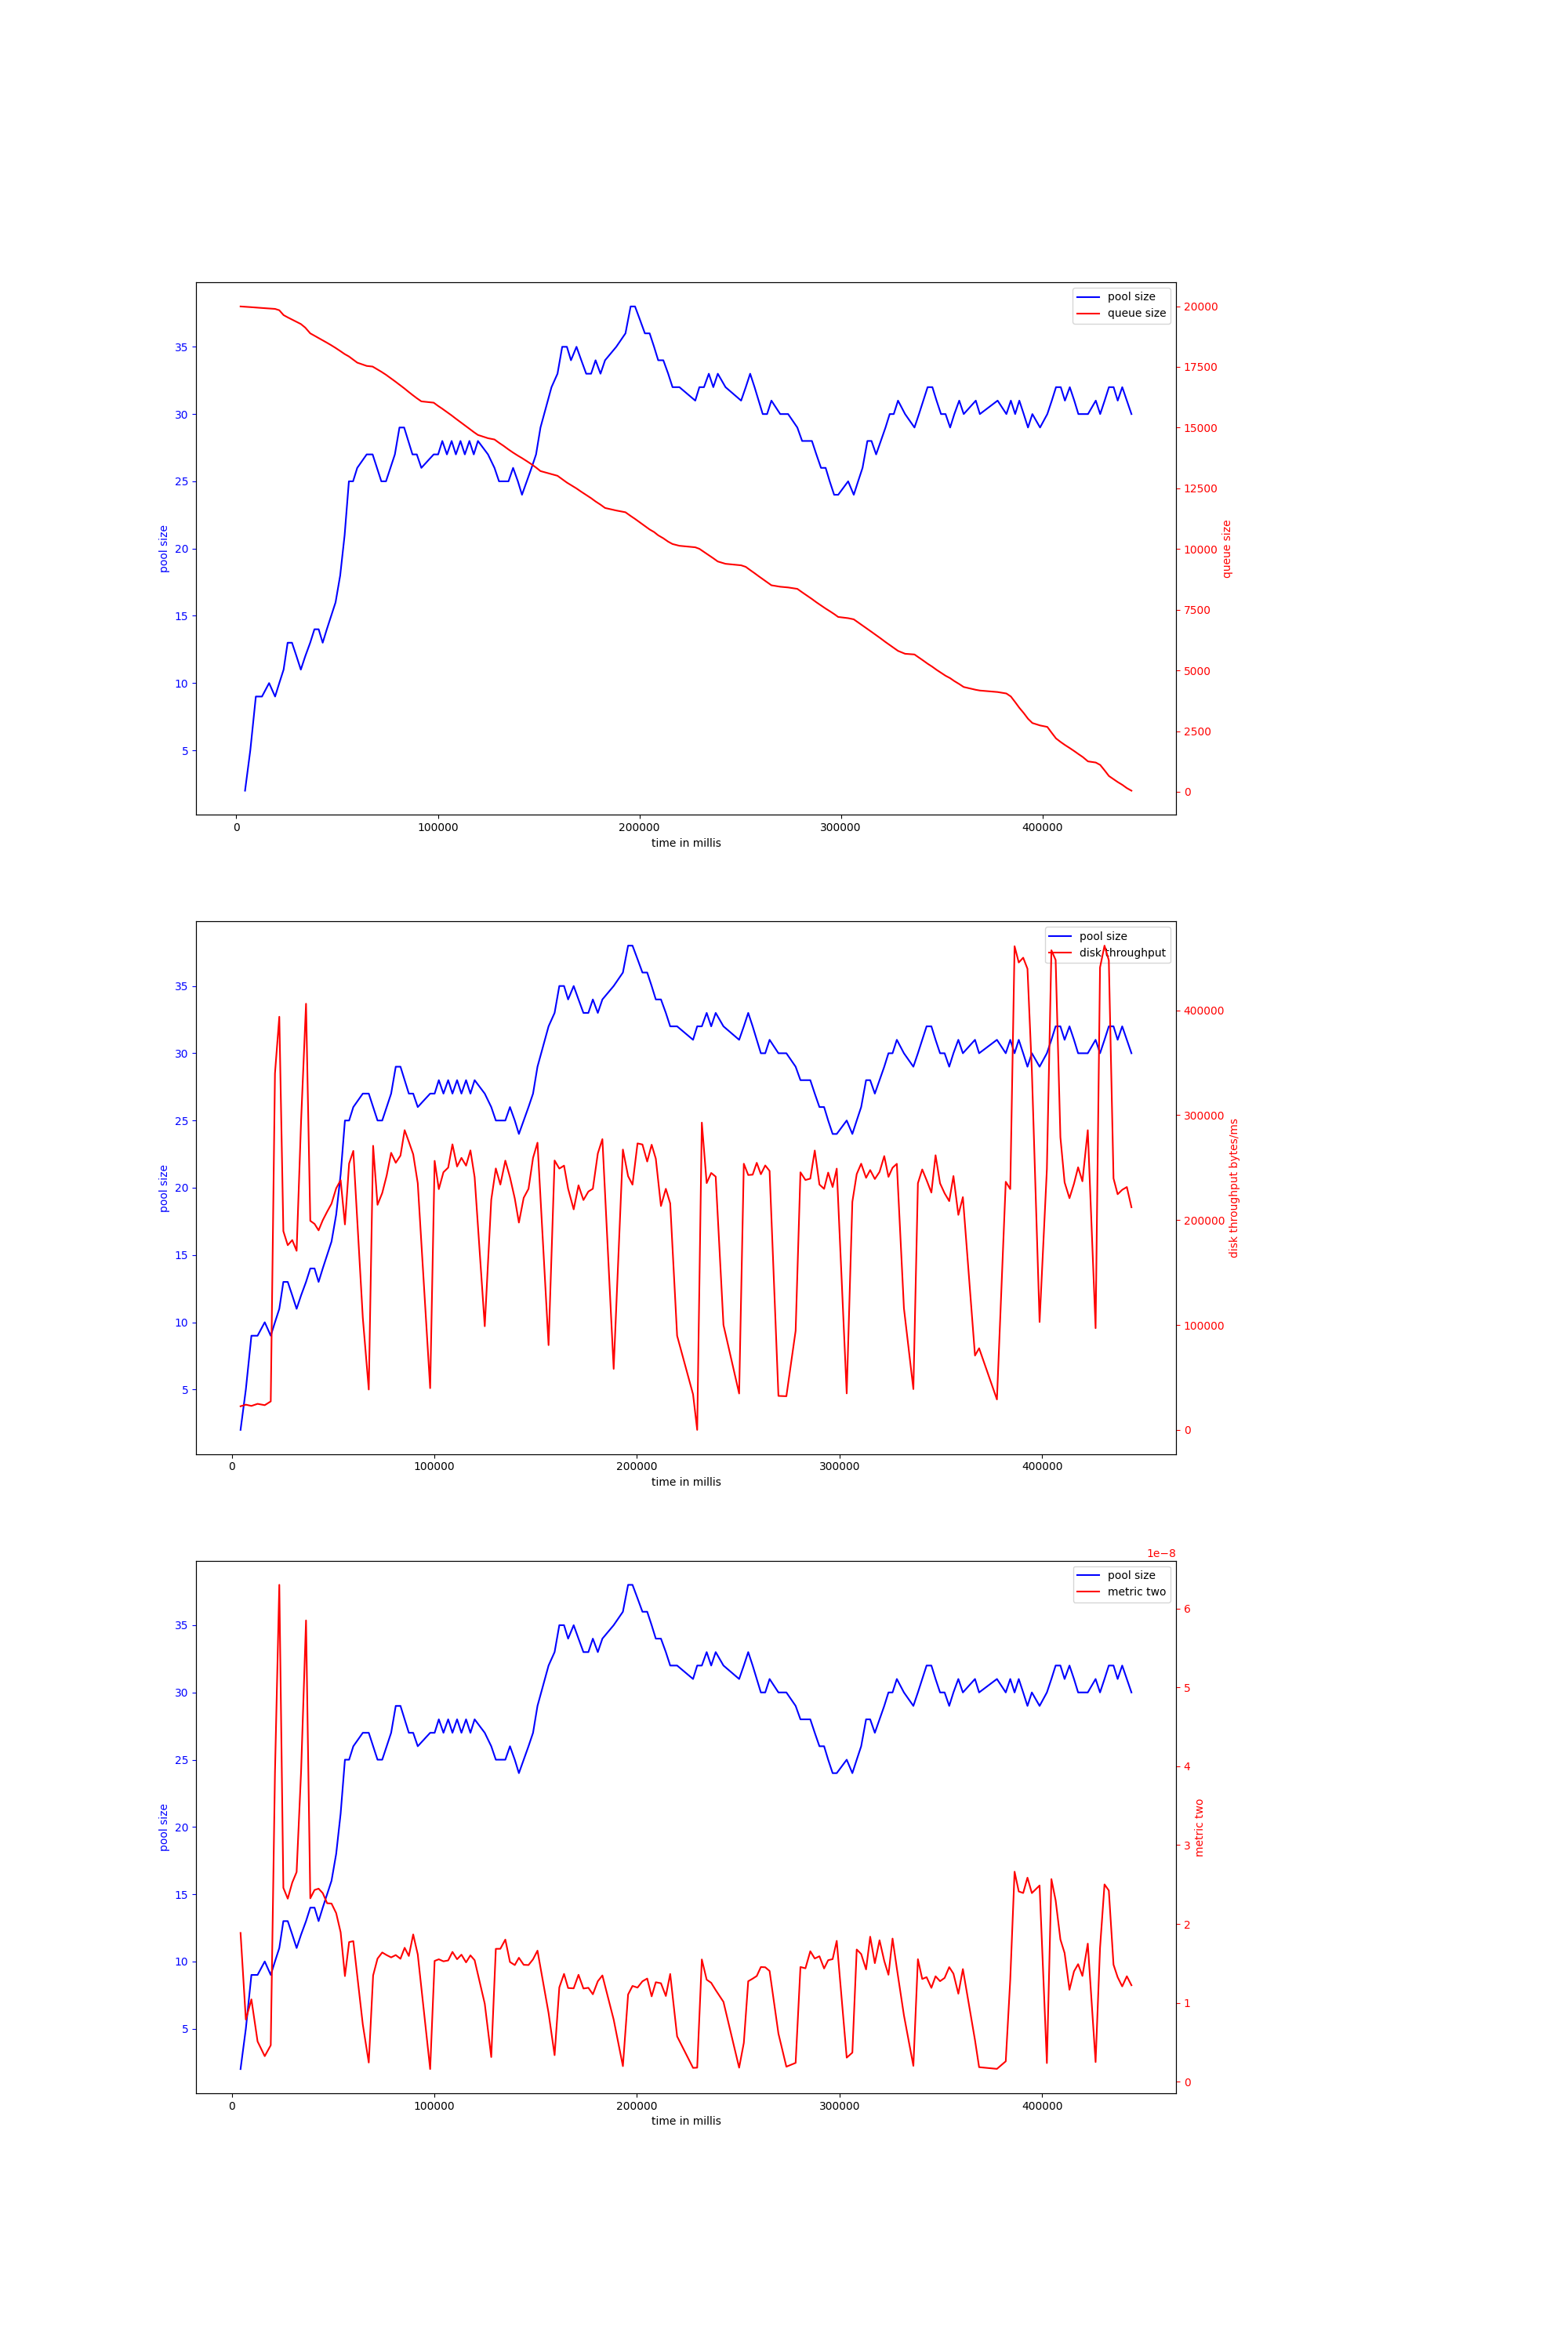 pool size
queue size
35
30
25
20
15
10
5
pool size
20000
17500
15000
12500
10000
7500
5000
2500
0
queue size
0 100000 200000 300000 400000
time in millis
pool size
disk throughput
35
30
25
20
15
10
5
pool size
400000
300000
200000
100000
0
disk throughput bytes/ms
0 100000 200000 300000 400000
time in millis
1e−8
pool size
metric two
35
30
25
20
15
10
5
pool size
6
5
4
3
2
1
0
metric two
0 100000 200000 300000 400000
time in millis